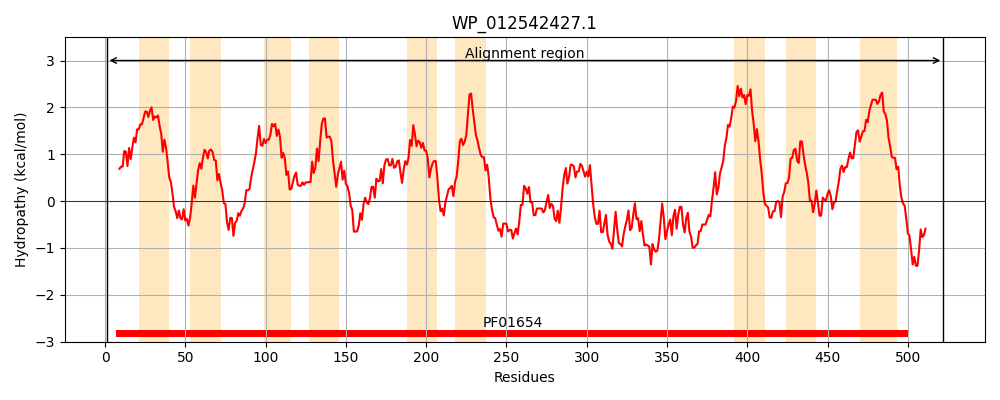 WP_012542427.1
Alignment region
Hydropathy (kcal/mol)
3
2
1
0
−1
−2
−3
PF01654
0 50 100 150 200 250 300 350 400 450 500
Residues